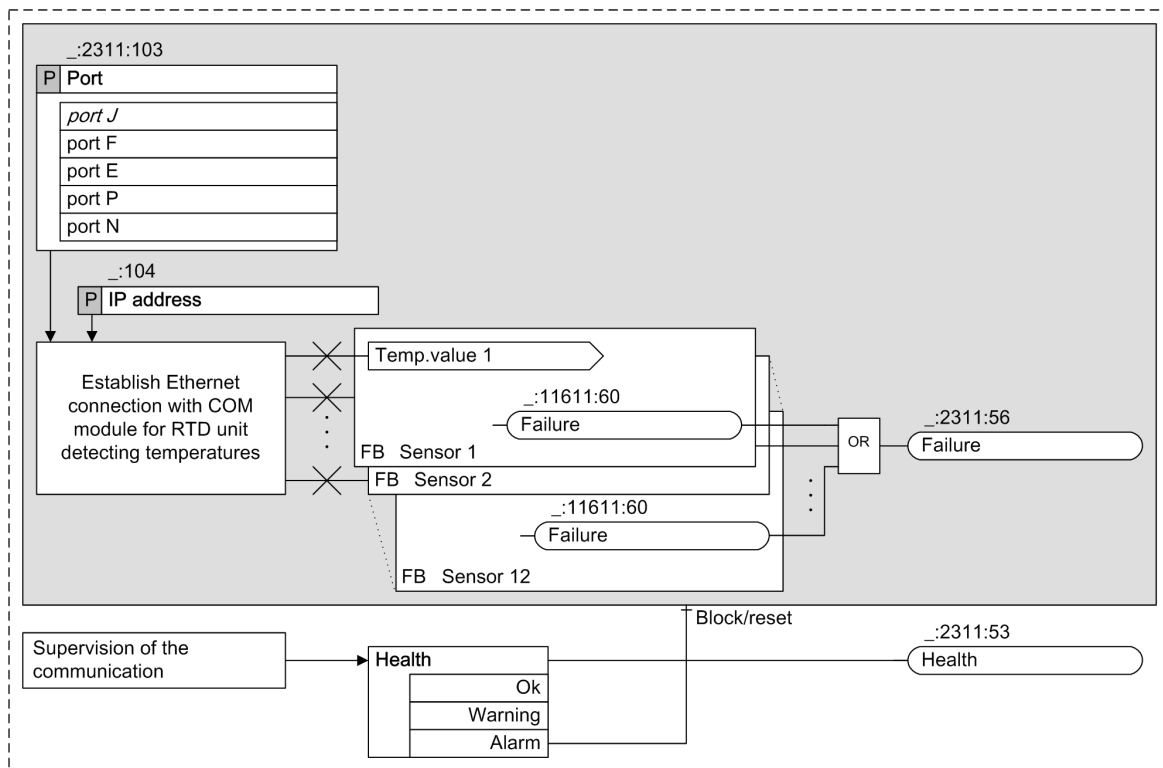 _:2311:103
P Port
port J
port F
port E
port P
port N
_:104
P IP address
Establish Ethernet
connection with COM
module for RTD unit
detecting temperatures
Temp.value 1
_:11611:60
Failure
FB Sensor 1
FB Sensor 2
_:11611:60
Failure
FB Sensor 12
OR
_:2311:56
Failure
Block/reset
Supervision of the
communication
Health
Ok
Warning
Alarm
_:2311:53
Health